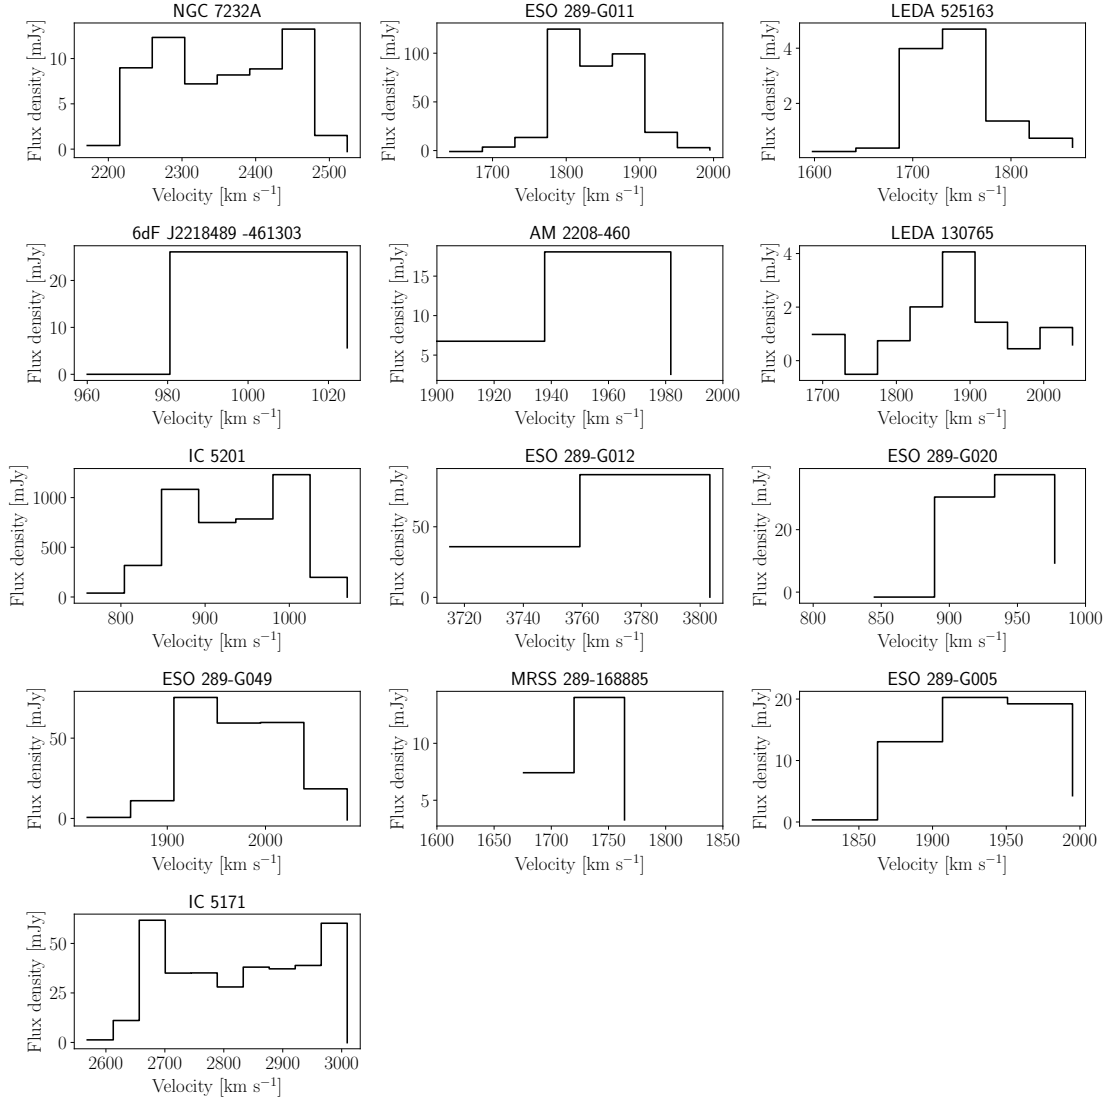 NGC 7232A
Flux density [mJy]
10
5
0
2200 2300 2400 2500
Velocity [km s⁻¹]
ESO 289-G011
Flux density [mJy]
100
50
0
1700 1800 1900 2000
Velocity [km s⁻¹]
LEDA 525163
Flux density [mJy]
4
2
1600 1700 1800
Velocity [km s⁻¹]
6dF J2218489 -461303
Flux density [mJy]
20
10
0
960 980 1000 1020
Velocity [km s⁻¹]
AM 2208-460
Flux density [mJy]
15
10
5
1900 1920 1940 1960 1980 2000
Velocity [km s⁻¹]
LEDA 130765
Flux density [mJy]
4
2
0
1700 1800 1900 2000
Velocity [km s⁻¹]
IC 5201
Flux density [mJy]
1000
500
0
800 900 1000
Velocity [km s⁻¹]
ESO 289-G012
Flux density [mJy]
50
0
3720 3740 3760 3780 3800
Velocity [km s⁻¹]
ESO 289-G020
Flux density [mJy]
20
0
800 850 900 950 1000
Velocity [km s⁻¹]
ESO 289-G049
Flux density [mJy]
50
0
1900 2000
Velocity [km s⁻¹]
MRSS 289-168885
Flux density [mJy]
10
5
1600 1650 1700 1750 1800 1850
Velocity [km s⁻¹]
ESO 289-G005
Flux density [mJy]
20
10
0
1850 1900 1950 2000
Velocity [km s⁻¹]
IC 5171
Flux density [mJy]
50
25
0
2600 2700 2800 2900 3000
Velocity [km s⁻¹]